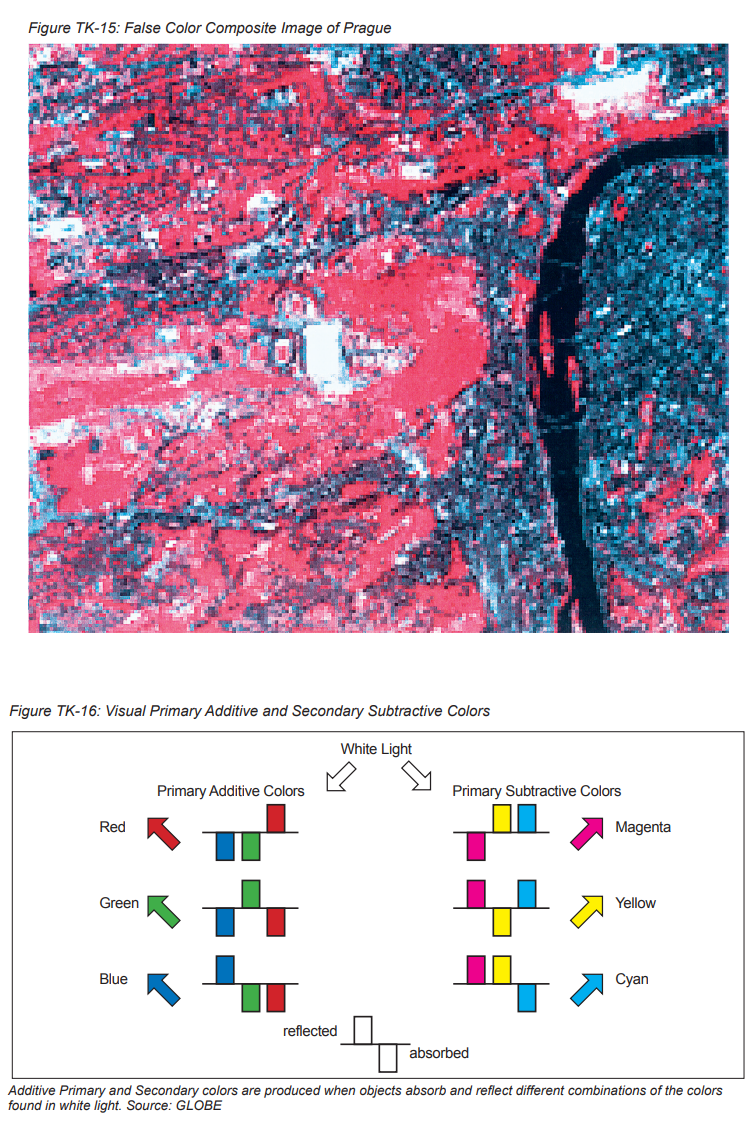 Figure TK-15: False Color Composite Image of Prague
Figure TK-16: Visual Primary Additive and Secondary Subtractive Colors
White Light
Primary Additive Colors
Primary Subtractive Colors
Red
Magenta
Green
Yellow
Blue
Cyan
reflected
absorbed
Additive Primary and Secondary colors are produced when objects absorb and reflect different combinations of the colors
found in white light. Source: GLOBE